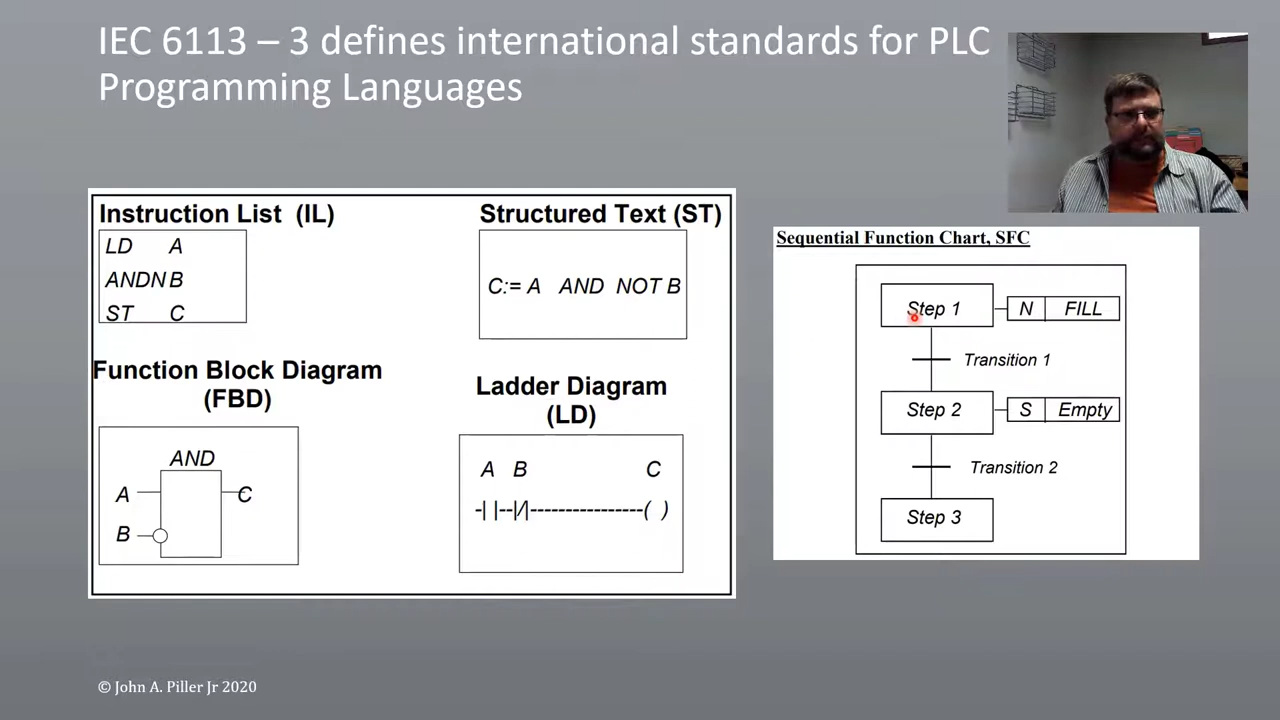 IEC 6113 – 3 defines international standards for PLC
Programming Languages
Instruction List (IL)
LD A
ANDN B
ST C
Structured Text (ST)
C:= A AND NOT B
Function Block Diagram
(FBD)
AND
A
C
B
Ladder Diagram
(LD)
A B C
-| |--|/|----------------( )
Sequential Function Chart, SFC
Step 1 N FILL
Transition 1
Step 2 S Empty
Transition 2
Step 3
© John A. Piller Jr 2020